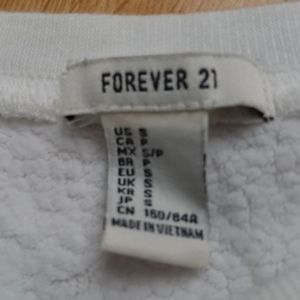 FOREVER 21
US S
CA P
MX S/P
BR P
EU S
UK S
KR S
JP S
CN 160/84A
MADE IN VIETNAM